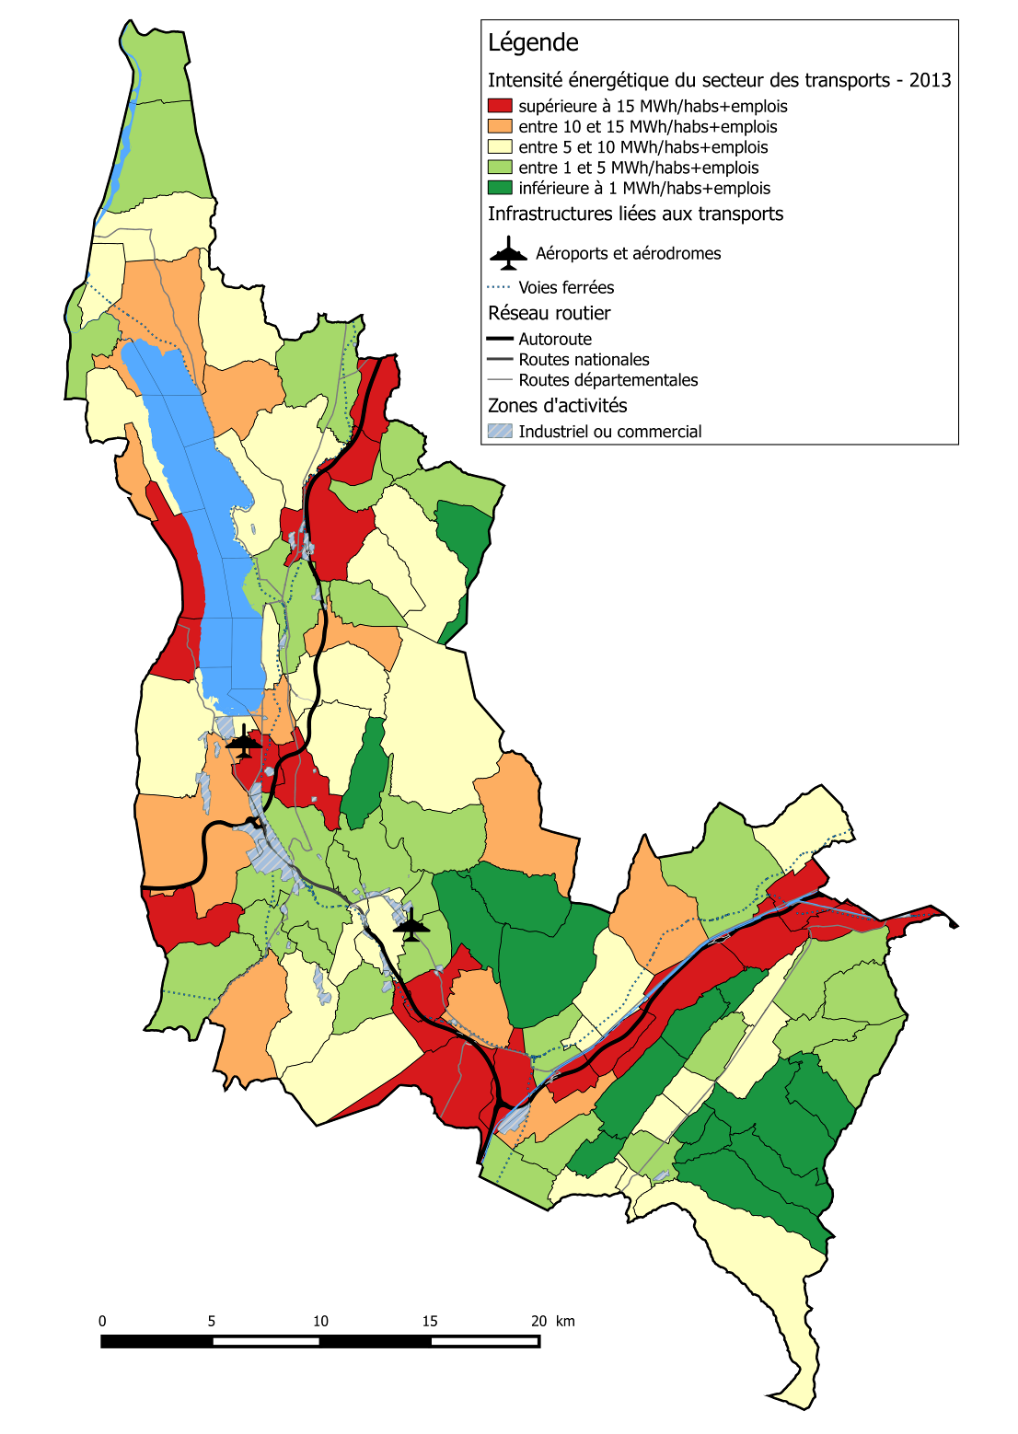 Légende
Intensité énergétique du secteur des transports - 2013
supérieure à 15 MWh/habs+emplois
entre 10 et 15 MWh/habs+emplois
entre 5 et 10 MWh/habs+emplois
entre 1 et 5 MWh/habs+emplois
inférieure à 1 MWh/habs+emplois
Infrastructures liées aux transports
Aéroports et aérodromes
Voies ferrées
Réseau routier
Autoroute
Routes nationales
Routes départementales
Zones d'activités
Industriel ou commercial
0 5 10 15 20 km